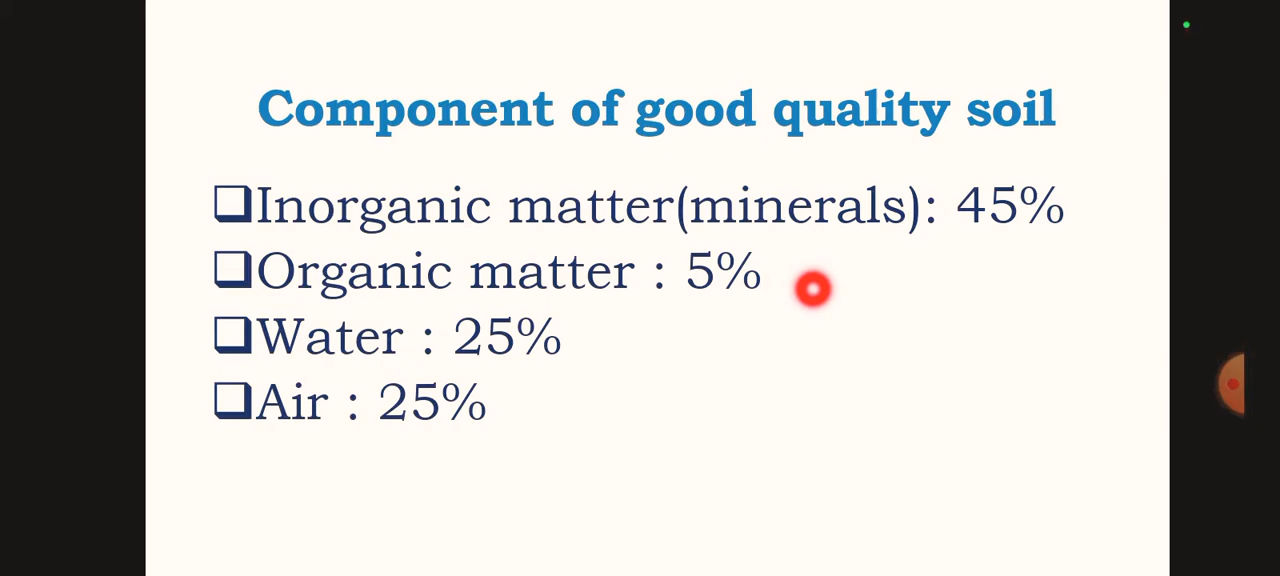 Component of good quality soil
❑Inorganic matter(minerals): 45%
❑Organic matter : 5%
❑Water : 25%
❑Air : 25%